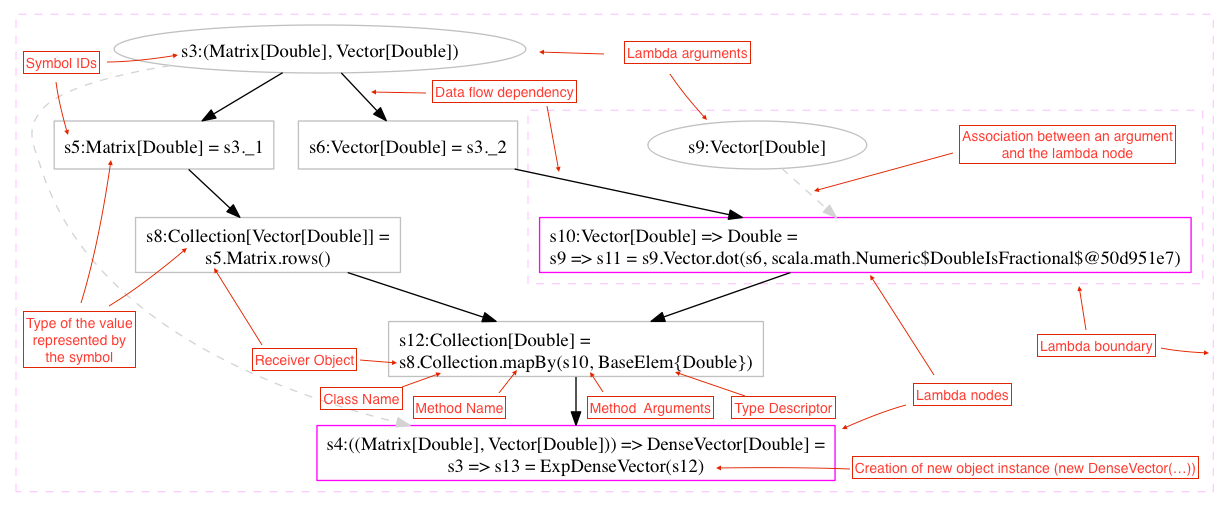 s3:(Matrix[Double], Vector[Double])
Lambda arguments
Symbol IDs
Data flow dependency
s5:Matrix[Double] = s3._1
s6:Vector[Double] = s3._2
s9:Vector[Double]
Association between an argument
and the lambda node
s8:Collection[Vector[Double]] =
s5.Matrix.rows()
s10:Vector[Double] => Double =
s9 => s11 = s9.Vector.dot(s6, scala.math.Numeric$DoubleIsFractional$@50d951e7)
Type of the value
represented by
the symbol
Receiver Object
s12:Collection[Double] =
s8.Collection.mapBy(s10, BaseElem{Double})
Lambda boundary
Class Name
Method Name
Method Arguments
Type Descriptor
Lambda nodes
s4:((Matrix[Double], Vector[Double])) => DenseVector[Double] =
s3 => s13 = ExpDenseVector(s12)
Creation of new object instance (new DenseVector(…))